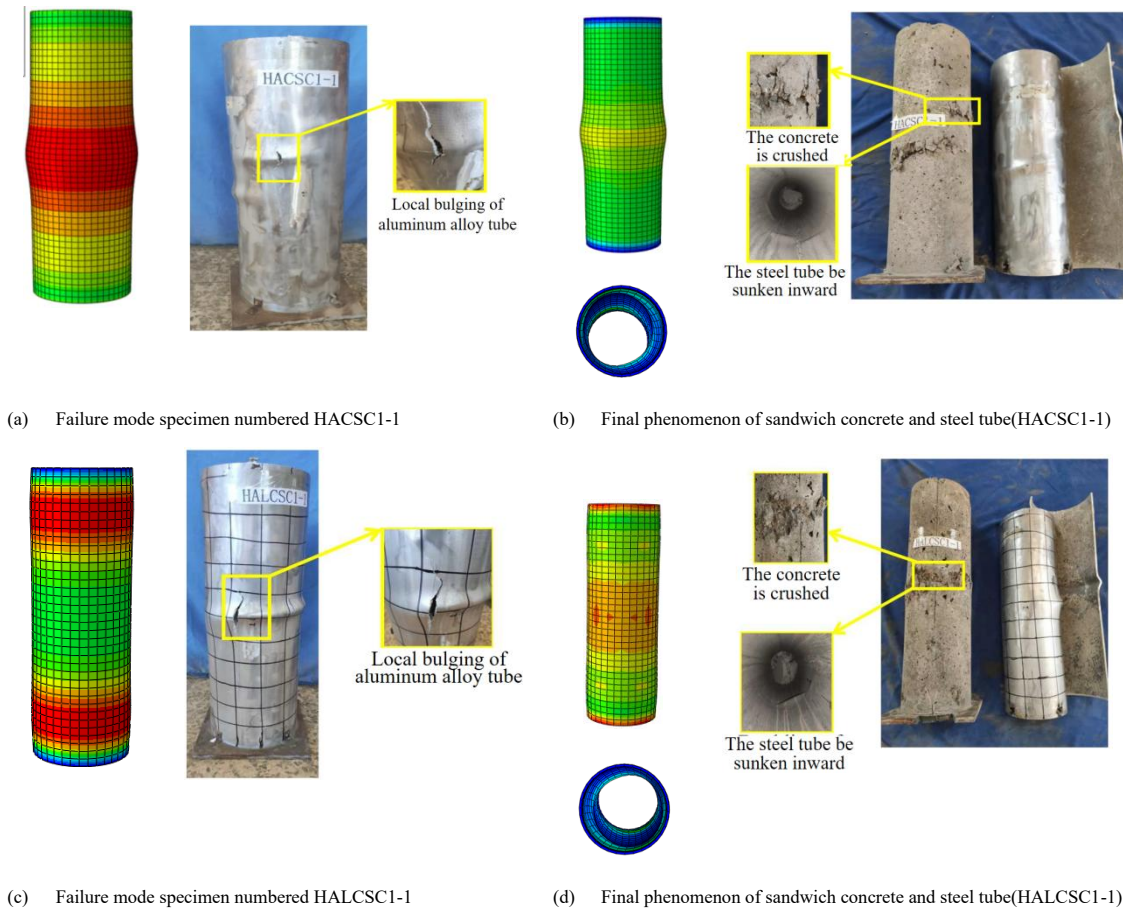 HACSC1-1
Local bulging of
aluminum alloy tube
The concrete
is crushed
HACSC1-1
The steel tube be
sunken inward
(a) Failure mode specimen numbered HACSC1-1
(b) Final phenomenon of sandwich concrete and steel tube(HACSC1-1)
HALCSC1-1
Local bulging of
aluminum alloy tube
The concrete
is crushed
HALCSC1-1
The steel tube be
sunken inward
(c) Failure mode specimen numbered HALCSC1-1
(d) Final phenomenon of sandwich concrete and steel tube(HALCSC1-1)